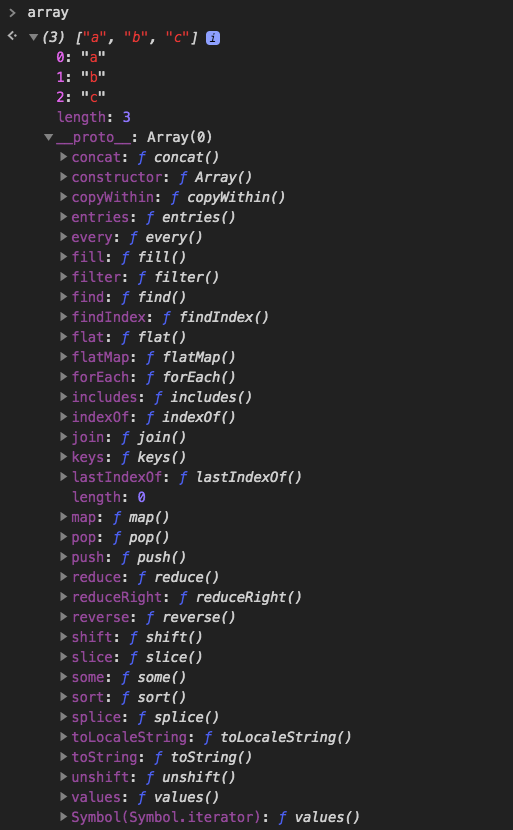 > array
(3) ["a", "b", "c"] i
0: "a"
1: "b"
2: "c"
length: 3
__proto__: Array(0)
concat: ƒ concat()
constructor: ƒ Array()
copyWithin: ƒ copyWithin()
entries: ƒ entries()
every: ƒ every()
fill: ƒ fill()
filter: ƒ filter()
find: ƒ find()
findIndex: ƒ findIndex()
flat: ƒ flat()
flatMap: ƒ flatMap()
forEach: ƒ forEach()
includes: ƒ includes()
indexOf: ƒ indexOf()
join: ƒ join()
keys: ƒ keys()
lastIndexOf: ƒ lastIndexOf()
length: 0
map: ƒ map()
pop: ƒ pop()
push: ƒ push()
reduce: ƒ reduce()
reduceRight: ƒ reduceRight()
reverse: ƒ reverse()
shift: ƒ shift()
slice: ƒ slice()
some: ƒ some()
sort: ƒ sort()
splice: ƒ splice()
toLocaleString: ƒ toLocaleString()
toString: ƒ toString()
unshift: ƒ unshift()
values: ƒ values()
Symbol(Symbol.iterator): ƒ values()